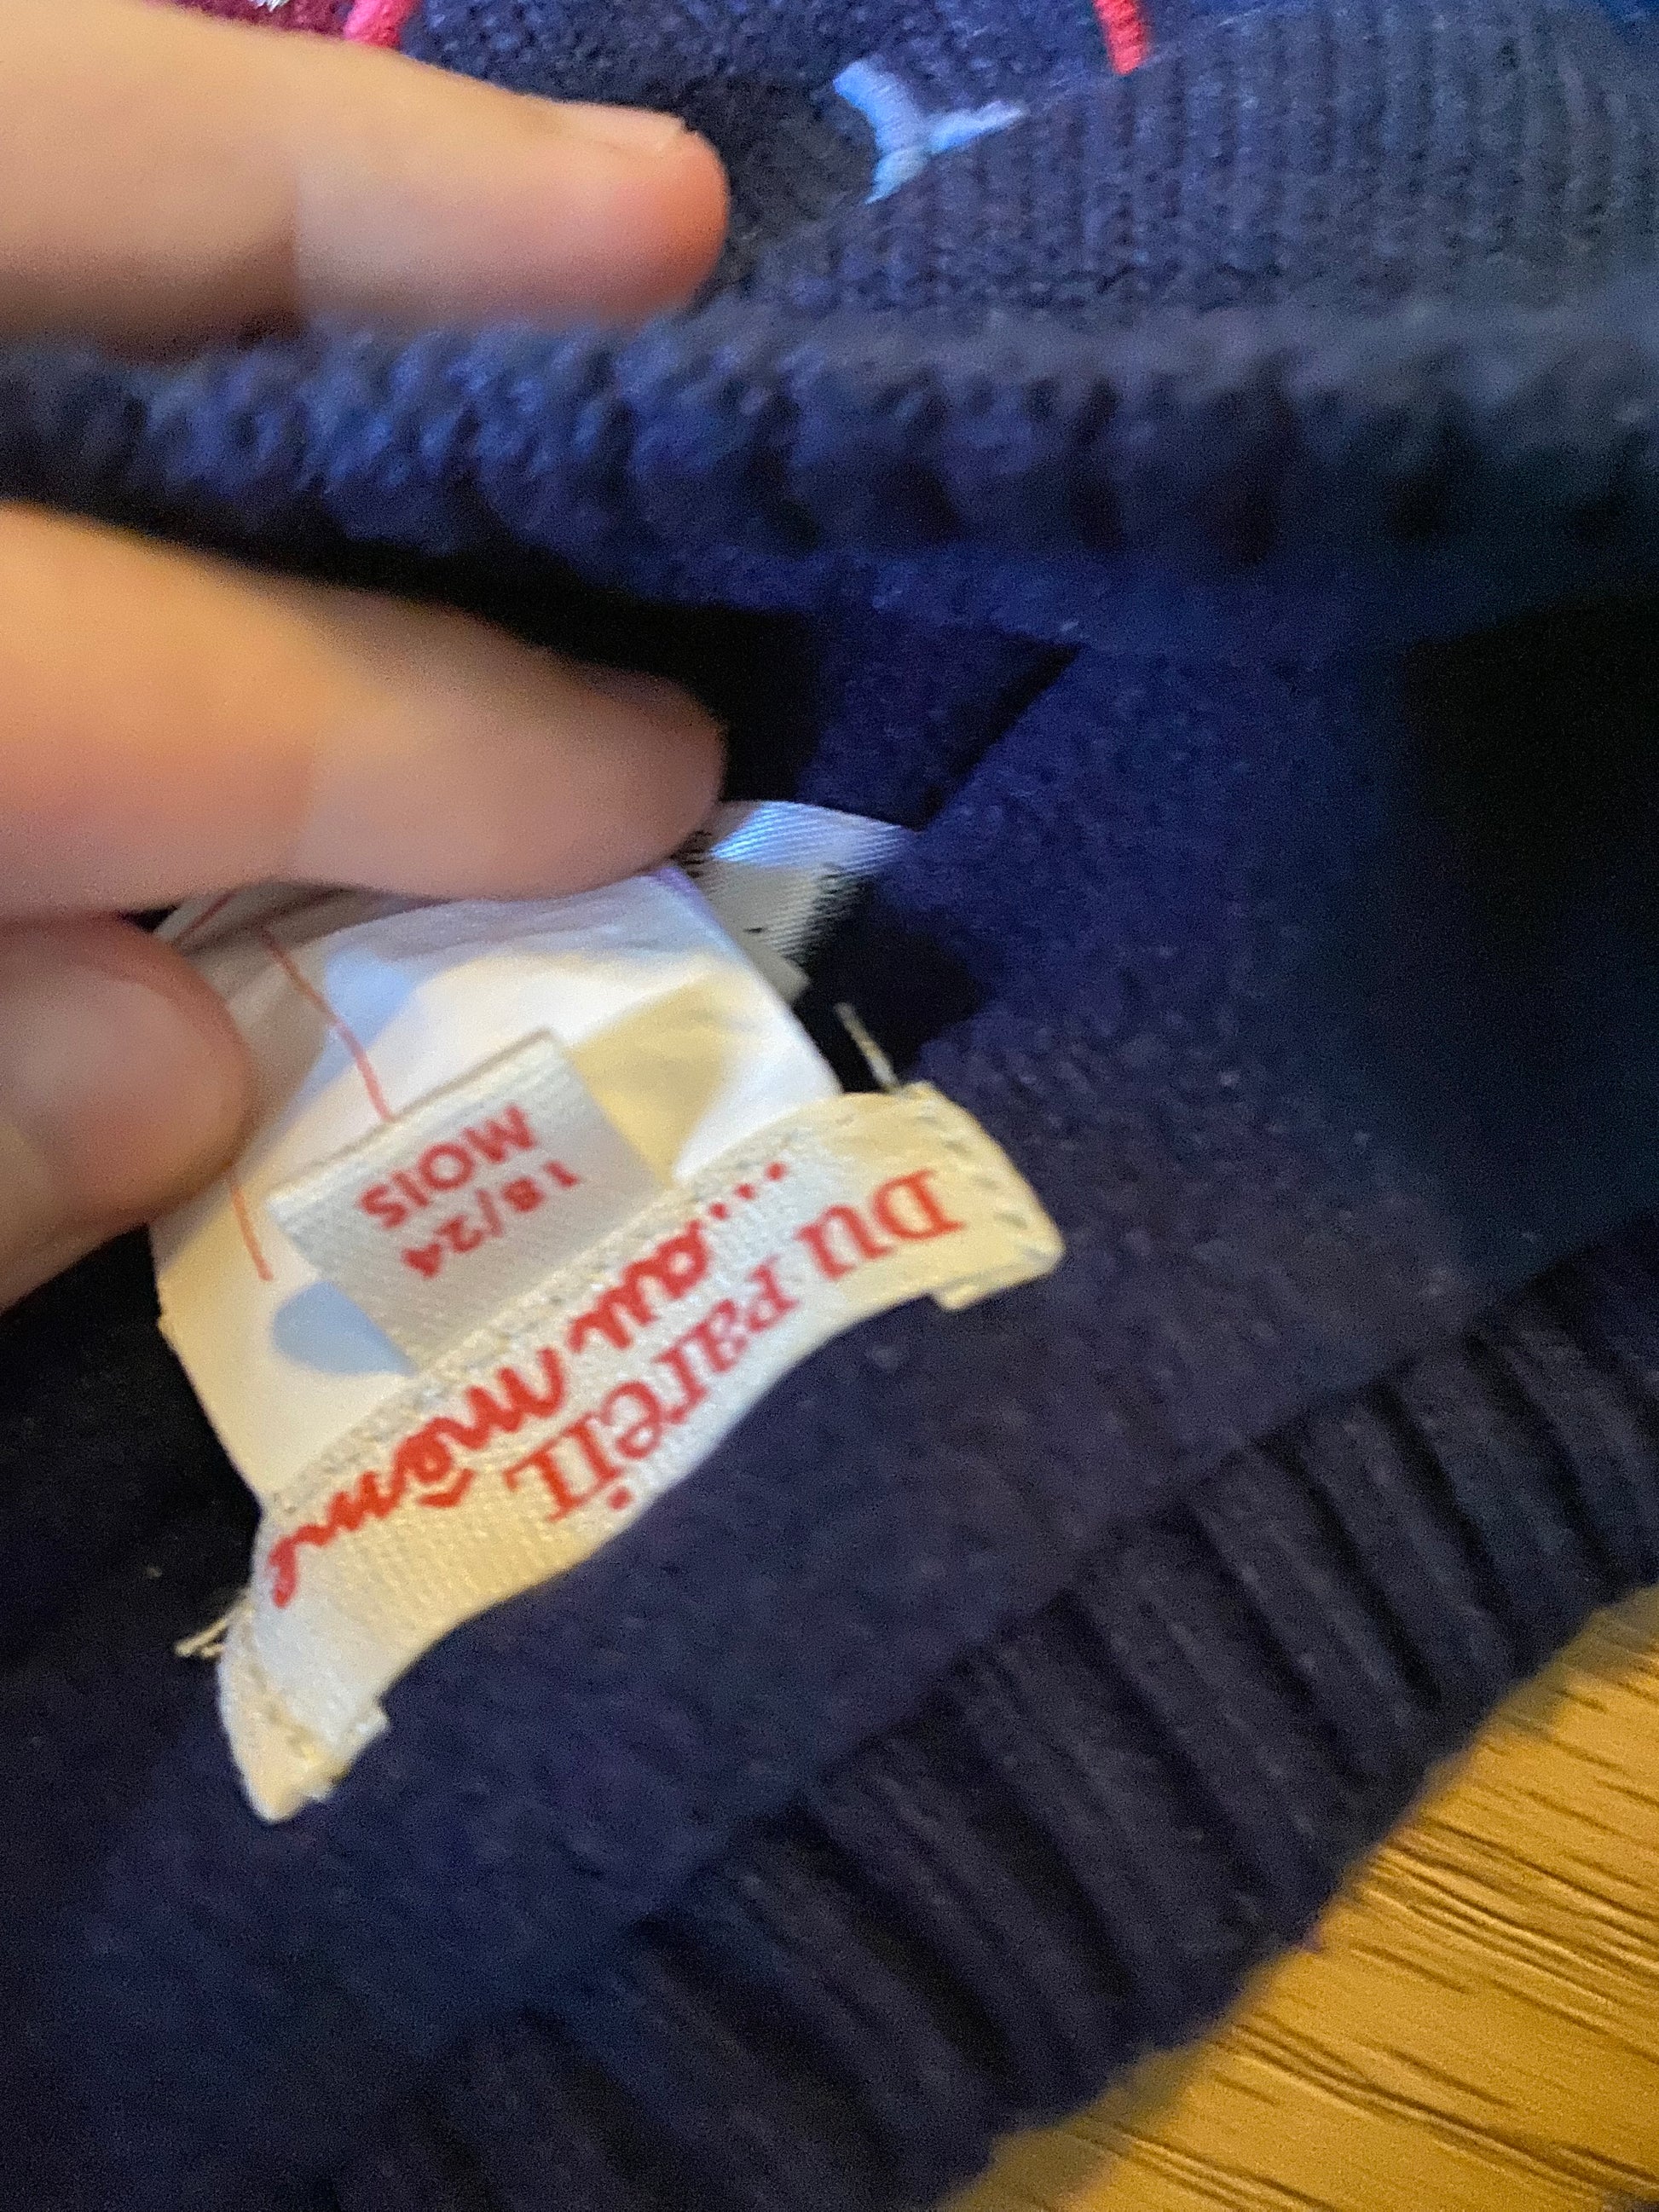 Du pareil
...au même
18/24
MOIS